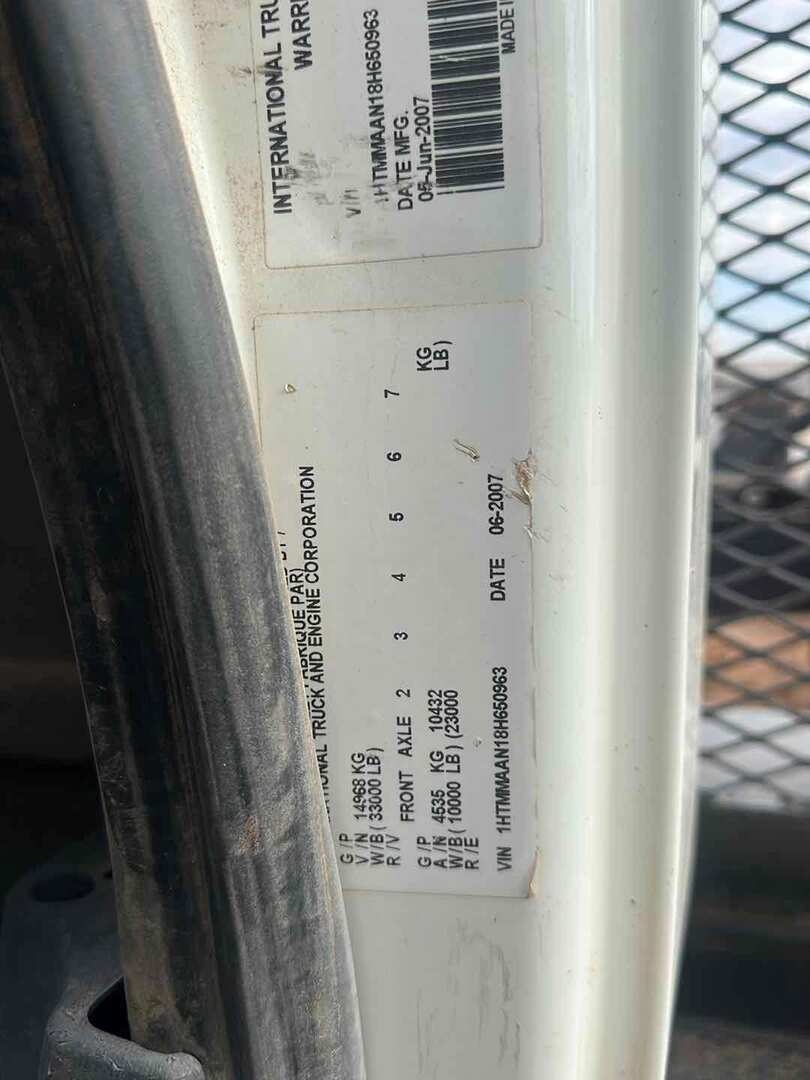 INTERNATIONAL TRU
WARR
VIN
1HTMMAAN18H650963
DATE MFG.
05-Jun-2007
MADE I
FABRIQUE PAR)
TRUCK AND ENGINE CORPORATION
G/P
V/N 14968 KG
W/B ( 33000 LB )
R/V FRONT AXLE 2 3 4 5 6 7
G/P
A/N 4535 KG 10432 KG
W/B ( 10000 LB ) (23000 LB )
R/E
VIN 1HTMMAAN18H650963 DATE 06-2007